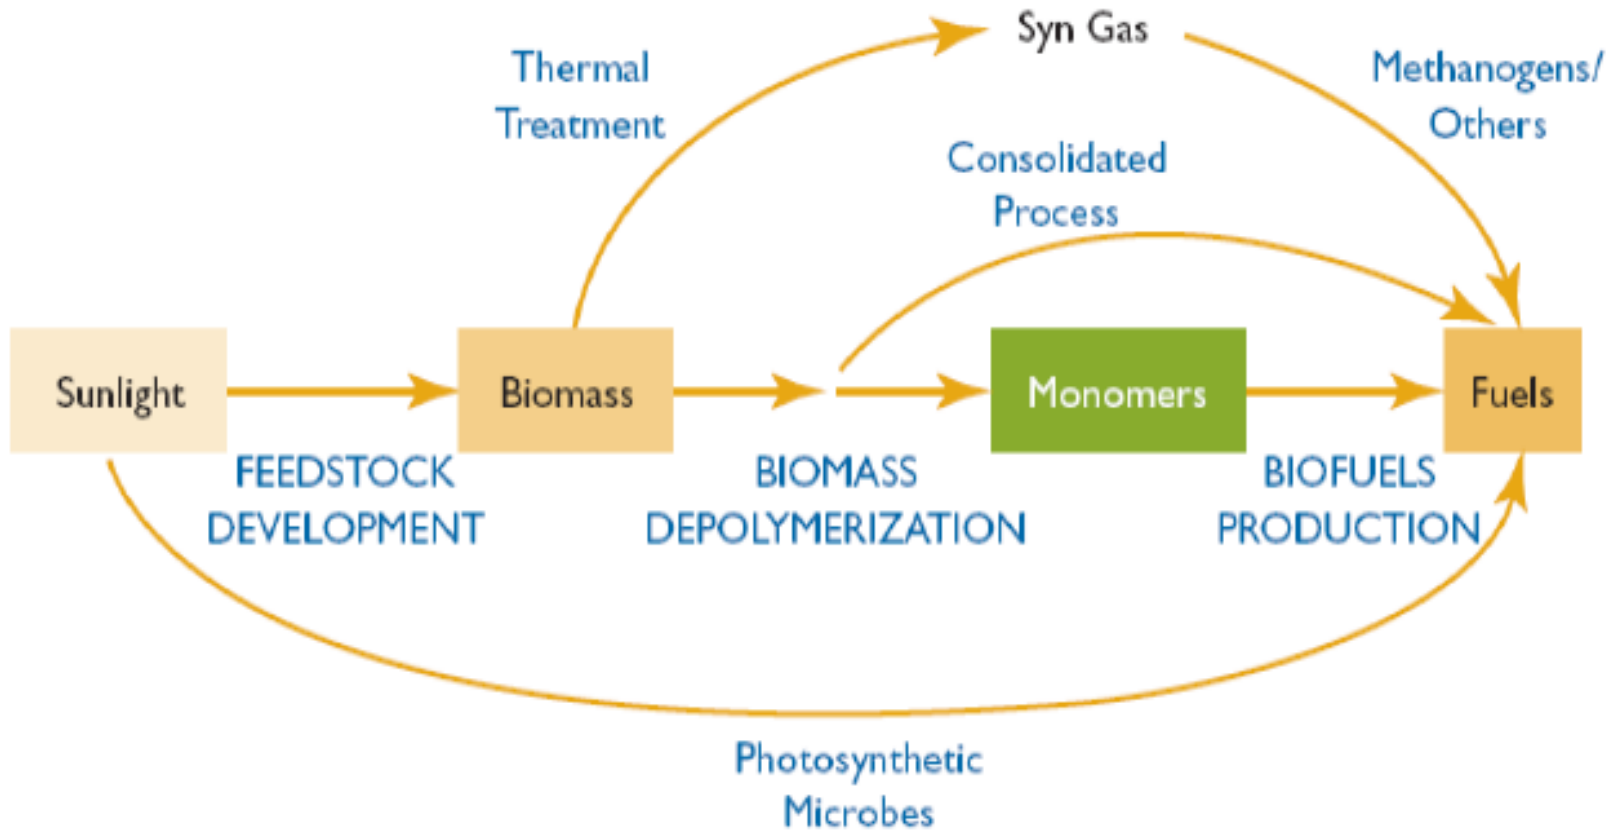 Syn Gas
Thermal
Treatment
Methanogens/
Others
Consolidated
Process
Sunlight
Biomass
Monomers
Fuels
FEEDSTOCK
DEVELOPMENT
BIOMASS
DEPOLYMERIZATION
BIOFUELS
PRODUCTION
Photosynthetic
Microbes